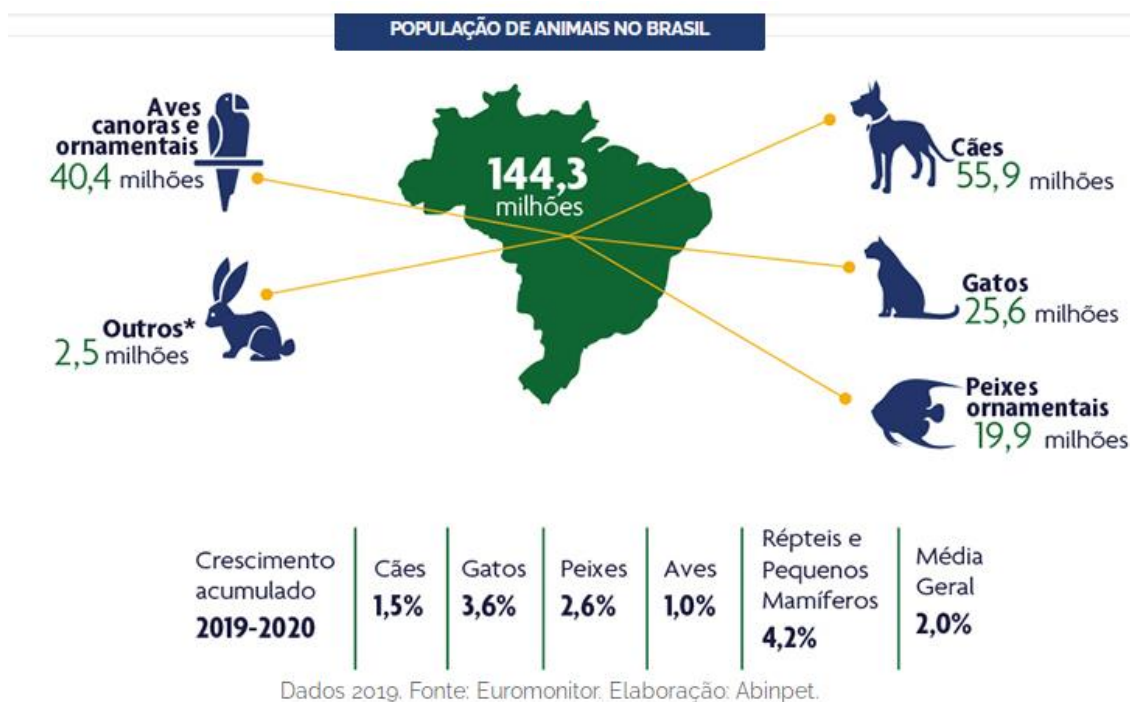 POPULAÇÃO DE ANIMAIS NO BRASIL
Aves
canoras e
ornamentais
40,4 milhões
Outros*
2,5 milhões
144,3
milhões
Cães
55,9 milhões
Gatos
25,6 milhões
Peixes
ornamentais
19,9 milhões
Crescimento
acumulado
2019-2020
Cães
1,5%
Gatos
3,6%
Peixes
2,6%
Aves
1,0%
Répteis e
Pequenos
Mamíferos
4,2%
Média
Geral
2,0%
Dados 2019. Fonte: Euromonitor. Elaboração: Abinpet.